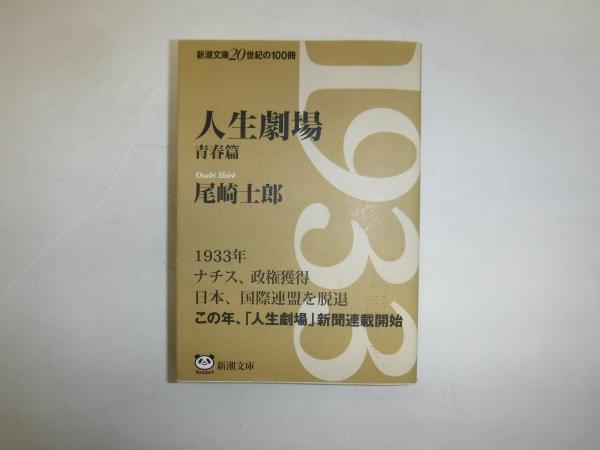 新潮文庫20世紀の100冊
1933
人生劇場
青春篇
Ozaki Shirō
尾崎士郎
1933年
ナチス、政権獲得
日本、国際連盟を脱退
この年、「人生劇場」新聞連載開始
Yonda?
新潮文庫